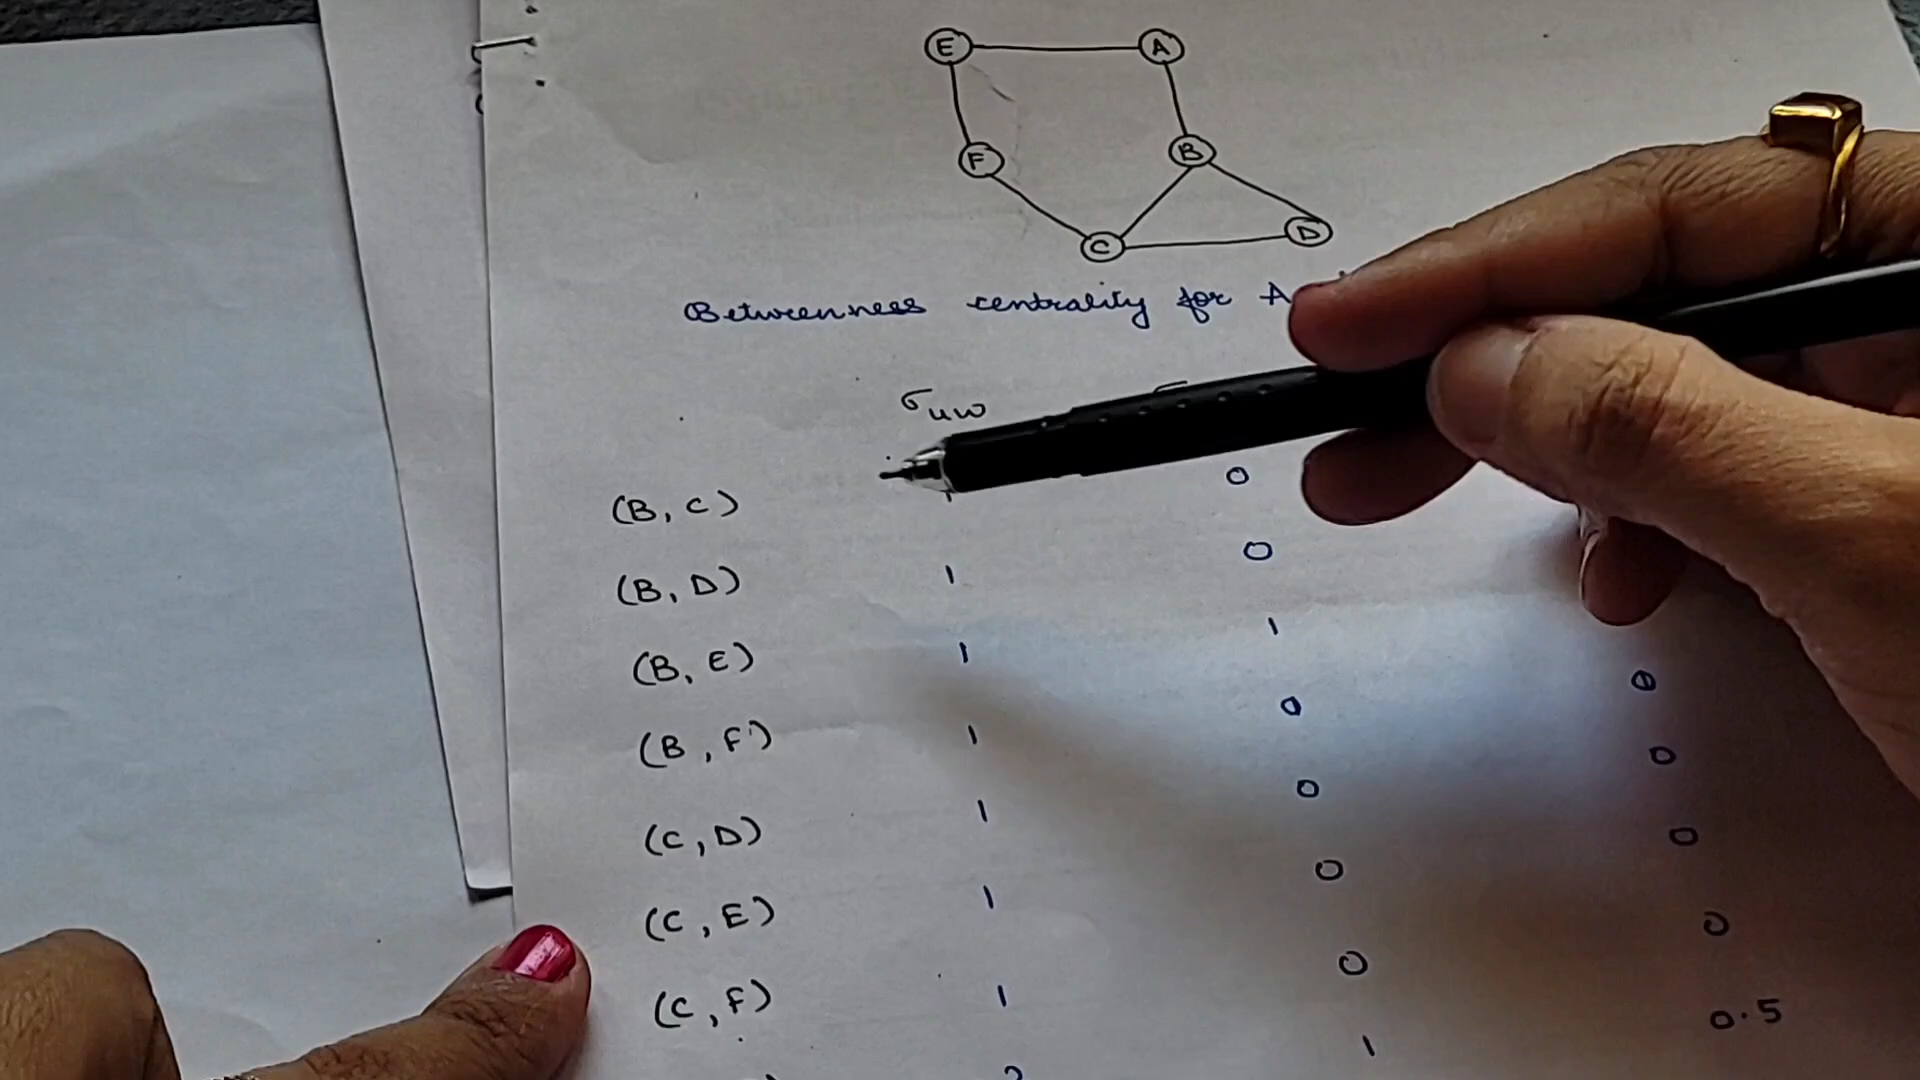 E A
F B
C D
Betweenness centrality for A
σuw
(B, C) 0
(B, D) 1 0
(B, E) 1 1
(B, F) 1 0 0
(C, D) 1 0 0
(C, E) 1 0 0
(C, F) 1 0 0
1 0.5